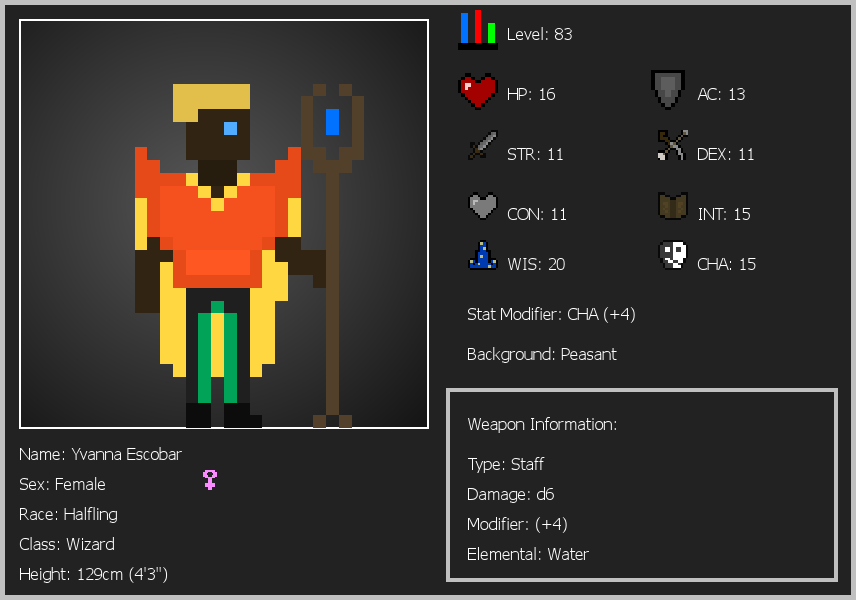 Level: 83
HP: 16
AC: 13
STR: 11
DEX: 11
CON: 11
INT: 15
WIS: 20
CHA: 15
Stat Modifier: CHA (+4)
Background: Peasant
Weapon Information:
Type: Staff
Damage: d6
Modifier: (+4)
Elemental: Water
Name: Yvanna Escobar
Sex: Female
Race: Halfling
Class: Wizard
Height: 129cm (4'3")